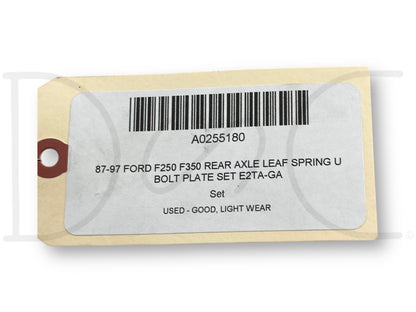 A0255180
87-97 FORD F250 F350 REAR AXLE LEAF SPRING U
BOLT PLATE SET E2TA-GA
Set
USED - GOOD, LIGHT WEAR